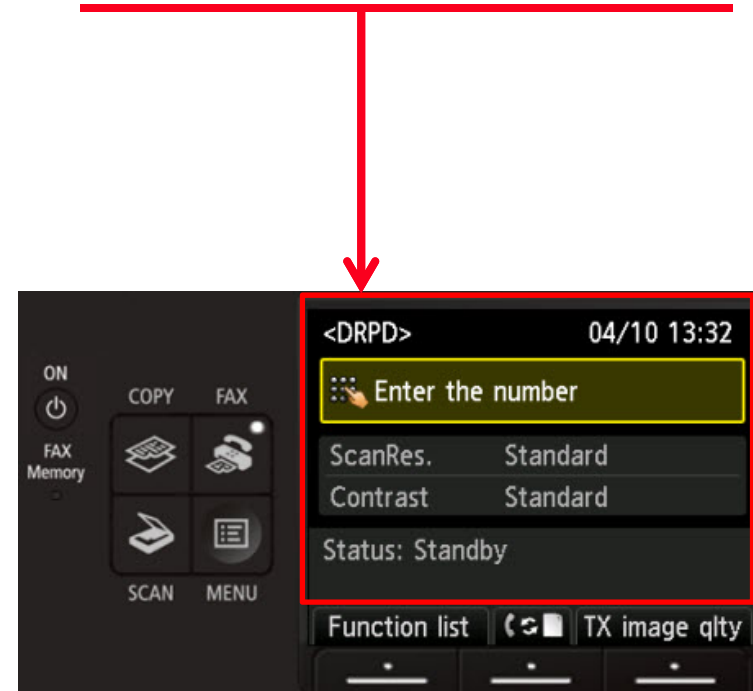 <DRPD> 04/10 13:32
ON
Enter the number
COPY FAX
FAX
Memory
ScanRes. Standard
Contrast Standard
Status: Standby
SCAN MENU
Function list TX image qlty